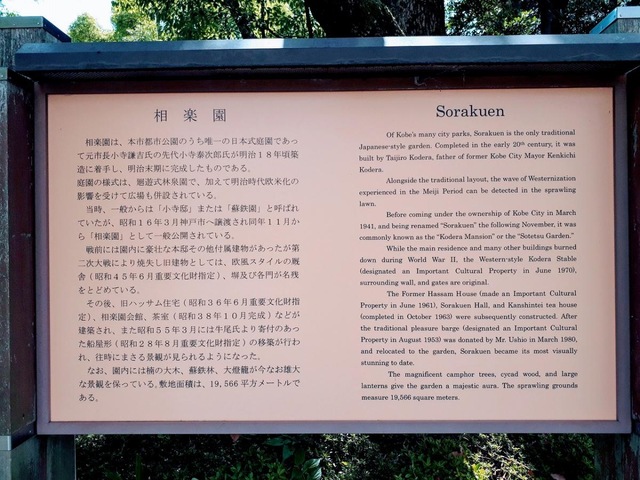 相楽園
相楽園は、本市都市公園のうち唯一の日本式庭園であっ
て元市長小寺謙吉氏の先代小寺泰次郎氏が明治１８年頃築
造に着手し、明治末期に完成したものである。
庭園の様式は、廻遊式林泉園で、加えて明治時代欧米化の
影響を受けて広場も併設されている。
当時、一般からは「小寺邸」または「蘇鉄園」と呼ばれ
ていたが、昭和１６年３月神戸市へ譲渡され同年１１月か
ら「相楽園」として一般公開されている。
戦前には園内に豪壮な本邸その他付属建物があったが第
二次大戦により焼失し旧建物としては、欧風スタイルの厩
舎（昭和４５年６月重要文化財指定）、塀及び各門が名残
をとどめている。
その後、旧ハッサム住宅（昭和３６年６月重要文化財指
定）、相楽園会館、茶室（昭和３８年１０月完成）などが
建築され、また昭和５５年３月には牛尾氏より寄付のあっ
た船屋形（昭和２８年８月重要文化財指定）の移築が行わ
れ、往時にまさる景観が見られるようになった。
なお、園内には楠の大木、蘇鉄林、大燈籠が今なお雄大
な景観を保っている。敷地面積は、19,566平方メートルで
ある。
Sorakuen
Of Kobe's many city parks, Sorakuen is the only traditional
Japanese-style garden. Completed in the early 20th century, it was
built by Taijiro Kodera, father of former Kobe City Mayor Kenkichi
Kodera.
Alongside the traditional layout, the wave of Westernization
experienced in the Meiji Period can be detected in the sprawling
lawn.
Before coming under the ownership of Kobe City in March
1941, and being renamed "Sorakuen" the following November, it was
commonly known as the "Kodera Mansion" or the "Sotetsu Garden."
While the main residence and many other buildings burned
down during World War II, the Western-style Kodera Stable
(designated an Important Cultural Property in June 1970),
surrounding wall, and gates are original.
The Former Hassam House (made an Important Cultural
Property in June 1961), Sorakuen Hall, and Kanshintei tea house
(completed in October 1963) were subsequently constructed. After
the traditional pleasure barge (designated an Important Cultural
Property in August 1953) was donated by Mr. Ushio in March 1980,
and relocated to the garden, Sorakuen became its most visually
stunning to date.
The magnificent camphor trees, cycad wood, and large
lanterns give the garden a majestic aura. The sprawling grounds
measure 19,566 square meters.